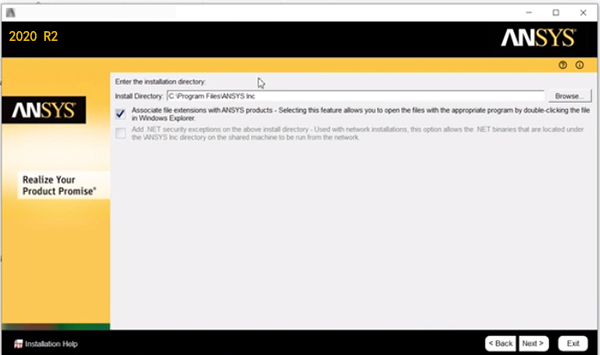 2020 R2
ANSYS
Enter the installation directory:
Install Directory: C:\Program Files\ANSYS Inc Browse...
ANSYS
Associate file extensions with ANSYS products - Selecting this feature allows you to open the files with the appropriate program by double-clicking the file
in Windows Explorer.
Add .NET security exceptions on the above install directory - Used with network installations, this option allows the .NET binaries that are located under
the \ANSYS Inc directory on the shared machine to be run from the network.
Realize Your
Product Promise®
Installation Help < Back Next > Exit